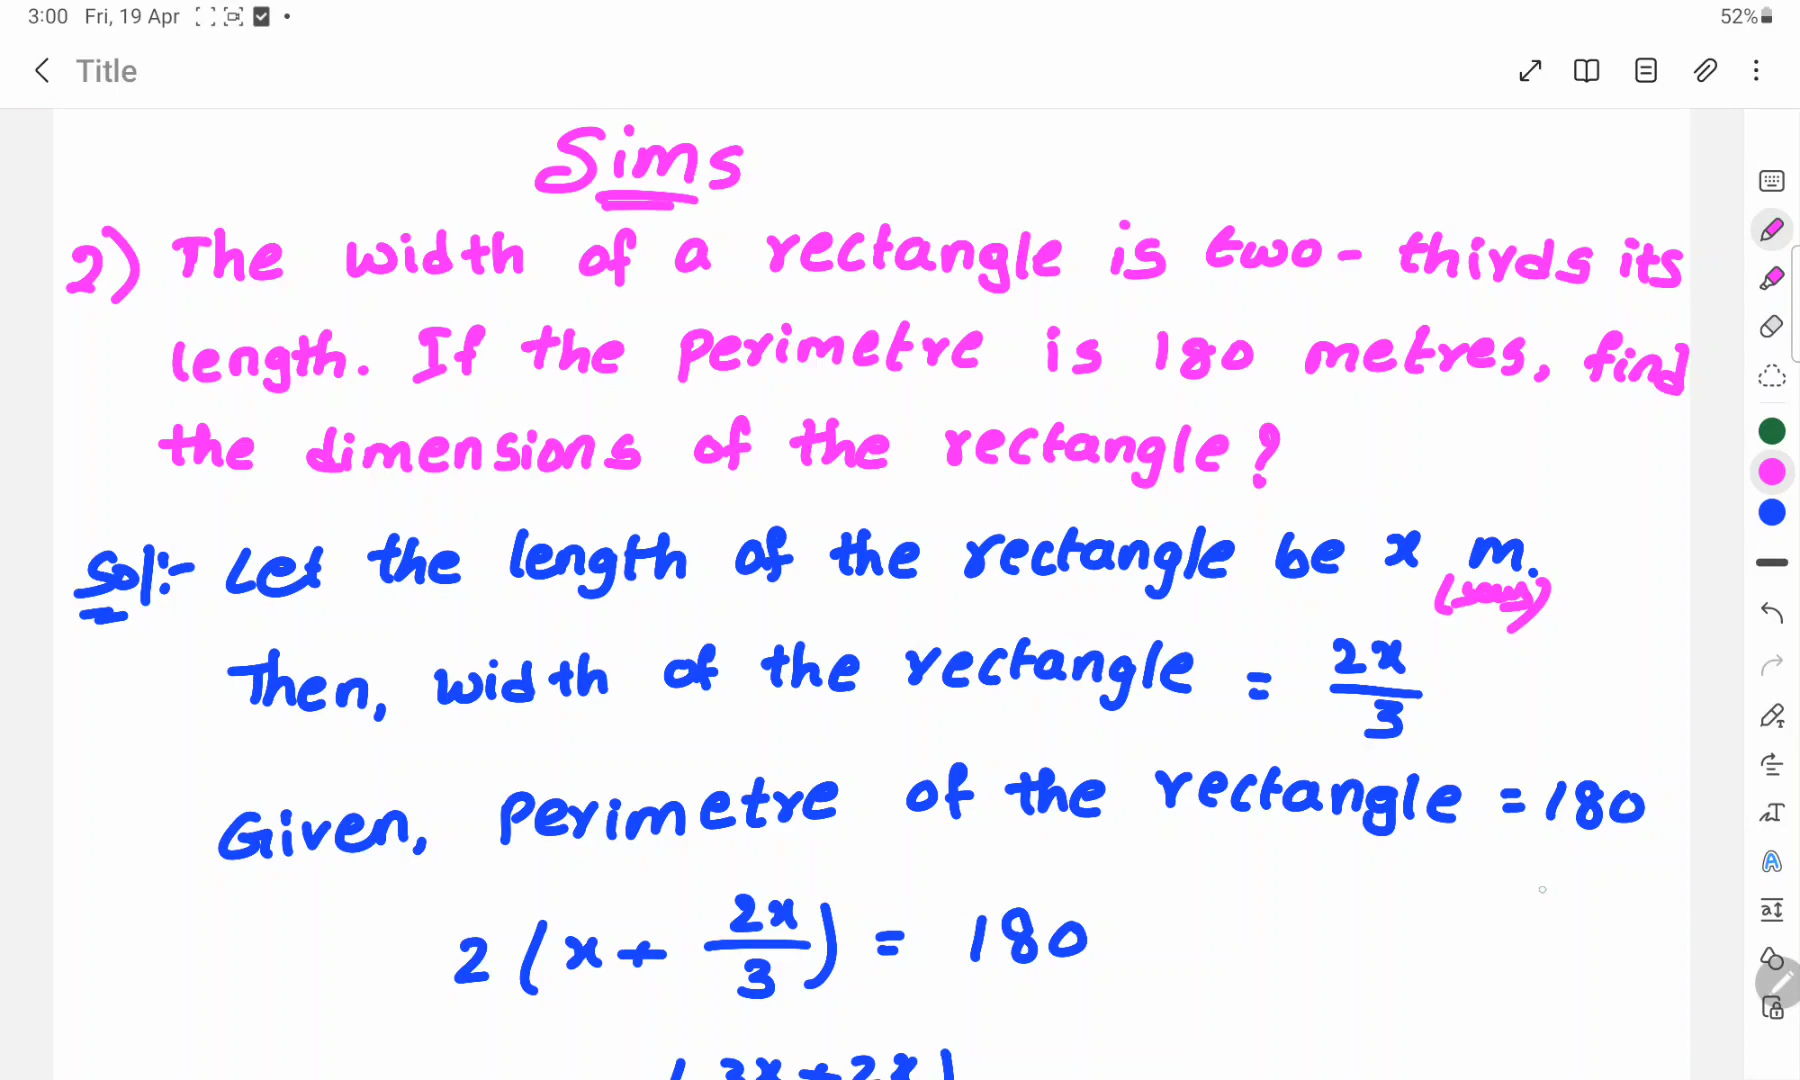 3:00 Fri, 19 Apr
52%
Title
Sims
2) The width of a rectangle is two-thirds its
length. If the perimetre is 180 metres, find
the dimensions of the rectangle?
Sol:- Let the length of the rectangle be x m.
Then, width of the rectangle = 2x/3
Given, Perimetre of the rectangle = 180
2(x + 2x/3) = 180
(3x+2x)